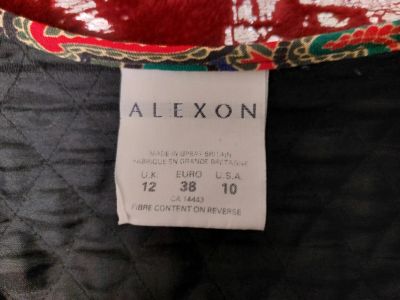 ALEXON
MADE IN GREAT BRITAIN
FABRIQUE EN GRANDE BRETAGNE
U.K. EURO U.S.A.
12 38 10
CA 14443
FIBRE CONTENT ON REVERSE